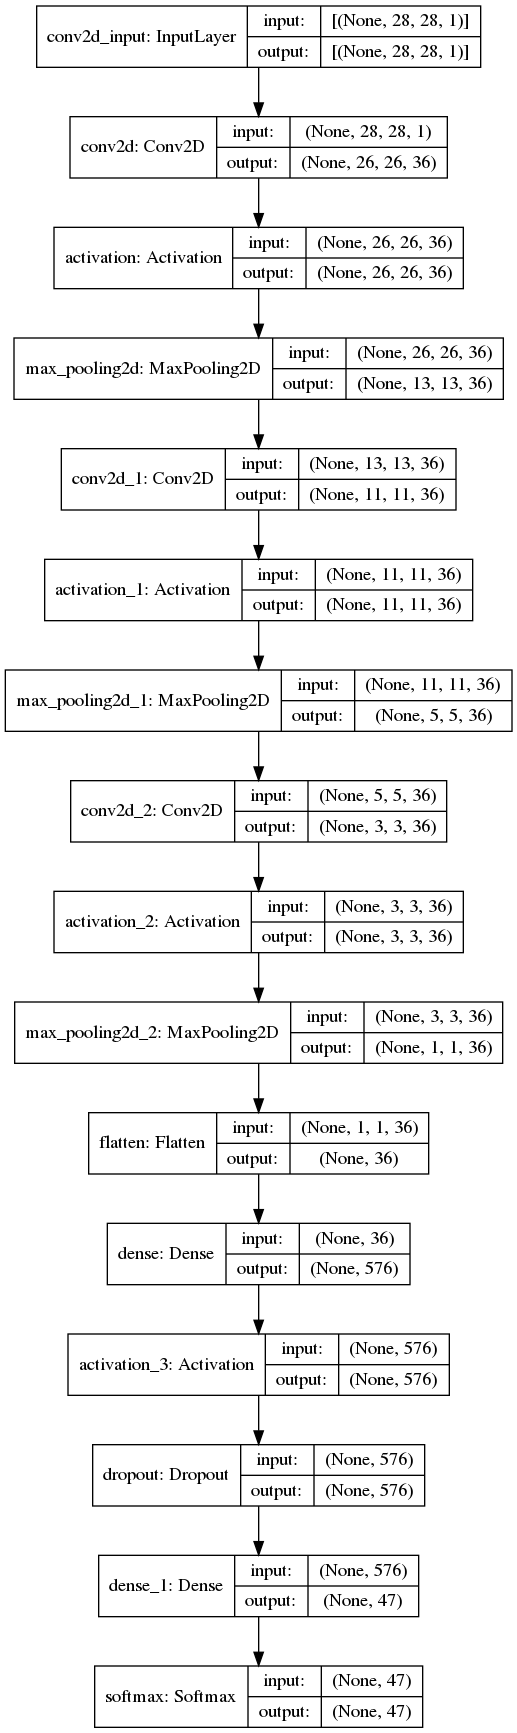 conv2d_input: InputLayer
input:
[(None, 28, 28, 1)]
output:
[(None, 28, 28, 1)]
conv2d: Conv2D
input:
(None, 28, 28, 1)
output:
(None, 26, 26, 36)
activation: Activation
input:
(None, 26, 26, 36)
output:
(None, 26, 26, 36)
max_pooling2d: MaxPooling2D
input:
(None, 26, 26, 36)
output:
(None, 13, 13, 36)
conv2d_1: Conv2D
input:
(None, 13, 13, 36)
output:
(None, 11, 11, 36)
activation_1: Activation
input:
(None, 11, 11, 36)
output:
(None, 11, 11, 36)
max_pooling2d_1: MaxPooling2D
input:
(None, 11, 11, 36)
output:
(None, 5, 5, 36)
conv2d_2: Conv2D
input:
(None, 5, 5, 36)
output:
(None, 3, 3, 36)
activation_2: Activation
input:
(None, 3, 3, 36)
output:
(None, 3, 3, 36)
max_pooling2d_2: MaxPooling2D
input:
(None, 3, 3, 36)
output:
(None, 1, 1, 36)
flatten: Flatten
input:
(None, 1, 1, 36)
output:
(None, 36)
dense: Dense
input:
(None, 36)
output:
(None, 576)
activation_3: Activation
input:
(None, 576)
output:
(None, 576)
dropout: Dropout
input:
(None, 576)
output:
(None, 576)
dense_1: Dense
input:
(None, 576)
output:
(None, 47)
softmax: Softmax
input:
(None, 47)
output:
(None, 47)